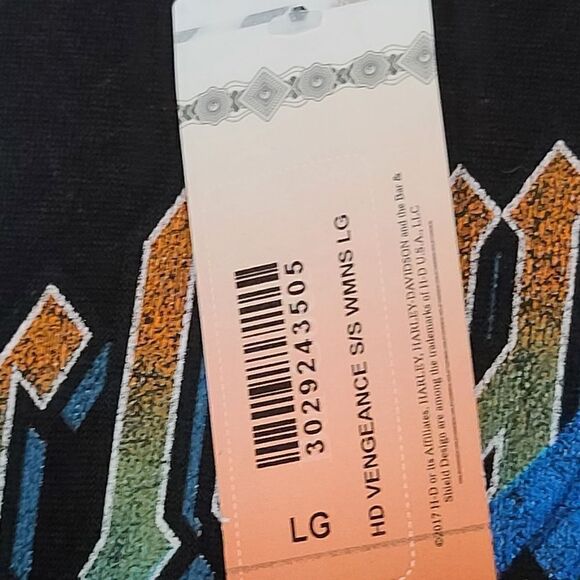 3029243505
LG
HD VENGEANCE S/S WMNS LG
©2017 H-D or its Affiliates. HARLEY, HARLEY-DAVIDSON and the Bar &
Shield Design are among the trademarks of H-D U.S.A., LLC